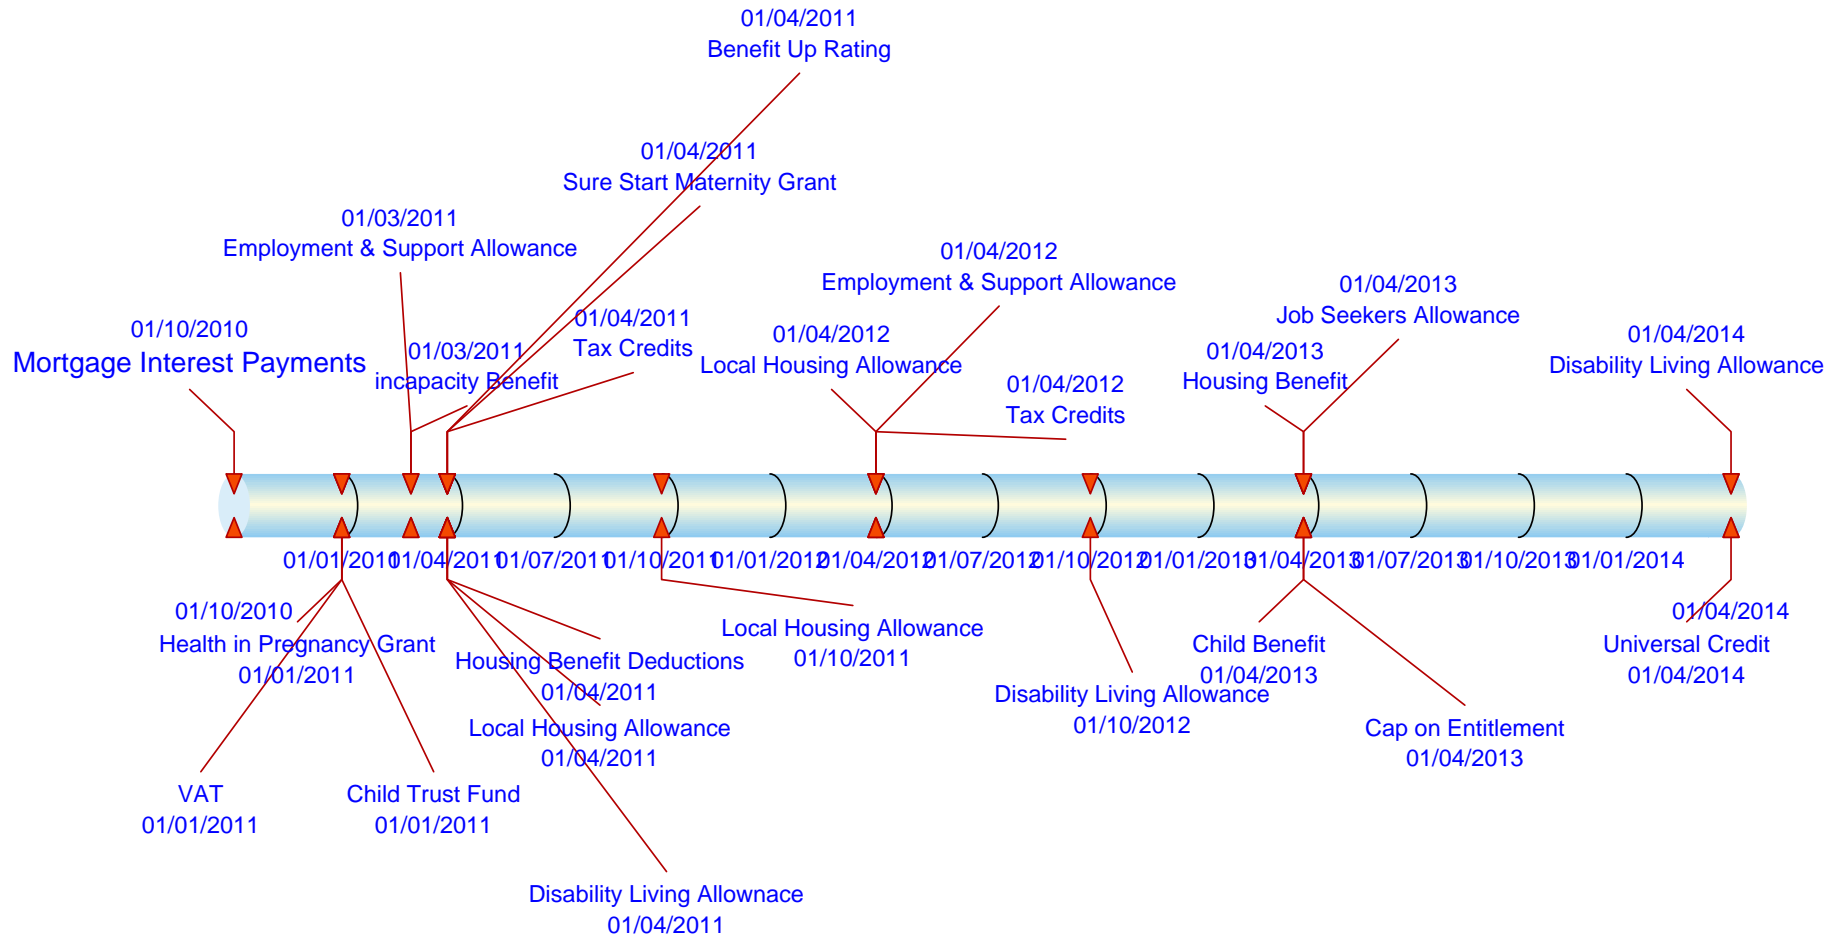 01/04/2011
Benefit Up Rating
01/04/2011
Sure Start Maternity Grant
01/03/2011
Employment & Support Allowance
01/04/2012
Employment & Support Allowance
01/04/2013
Job Seekers Allowance
01/10/2010
Mortgage Interest Payments
01/03/2011
incapacity Benefit
01/04/2011
Tax Credits
01/04/2012
Local Housing Allowance
01/04/2012
Tax Credits
01/04/2013
Housing Benefit
01/04/2014
Disability Living Allowance
01/01/2010 01/04/2011 01/07/2011 01/10/2011 01/01/2012 01/04/2012 01/07/2012 01/10/2012 01/01/2013 01/04/2013 01/07/2013 01/10/2013 01/01/2014
01/10/2010
Health in Pregnancy Grant
01/01/2011
Housing Benefit Deductions
01/04/2011
Local Housing Allowance
01/04/2011
Local Housing Allowance
01/10/2011
Disability Living Allowance
01/10/2012
Child Benefit
01/04/2013
Cap on Entitlement
01/04/2013
01/04/2014
Universal Credit
01/04/2014
VAT
01/01/2011
Child Trust Fund
01/01/2011
Disability Living Allownace
01/04/2011